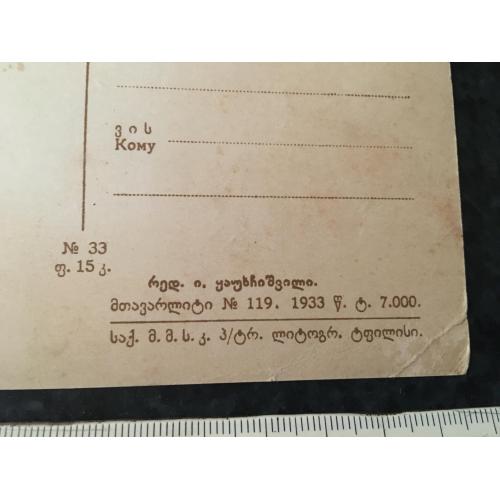 ვის
Кому
№ 33
ფ. 15 კ.
რედ. ი. ყაუხჩიშვილი.
მთავარლიტი № 119. 1933 წ. ტ. 7.000.
საქ. მ. მ. ს. კ. პ/ტრ. ლიტოგრ. ტფილისი.